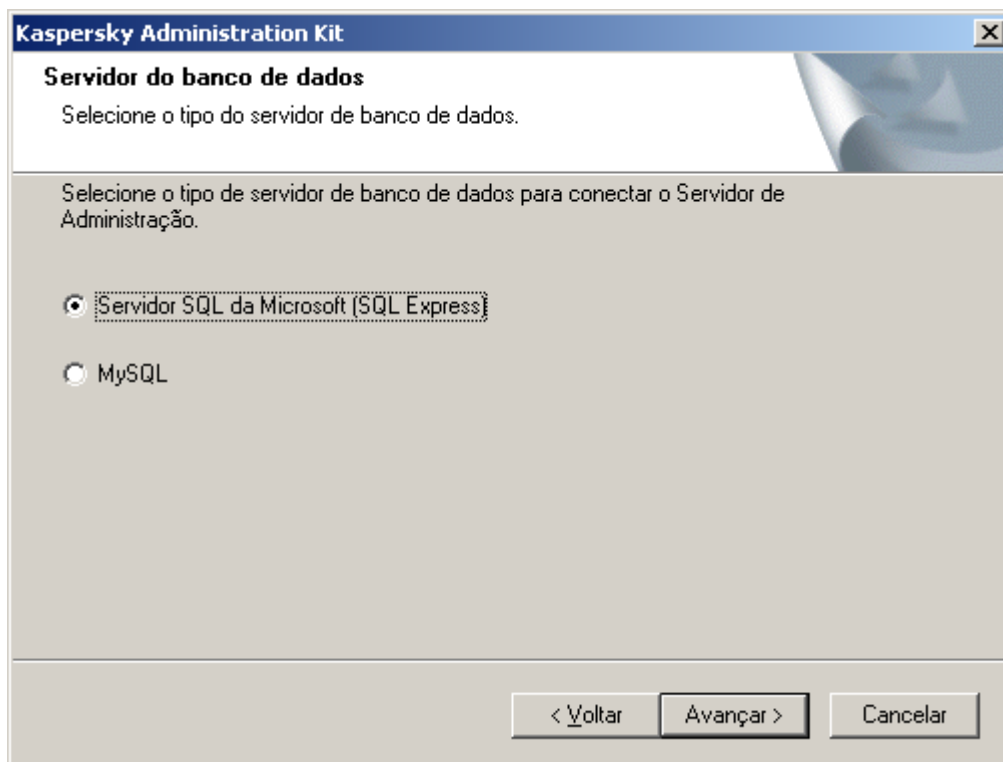 Kaspersky Administration Kit
Servidor do banco de dados
Selecione o tipo do servidor de banco de dados.
Selecione o tipo de servidor de banco de dados para conectar o Servidor de
Administração.
Servidor SQL da Microsoft (SQL Express)
MySQL
< Voltar
Avançar >
Cancelar